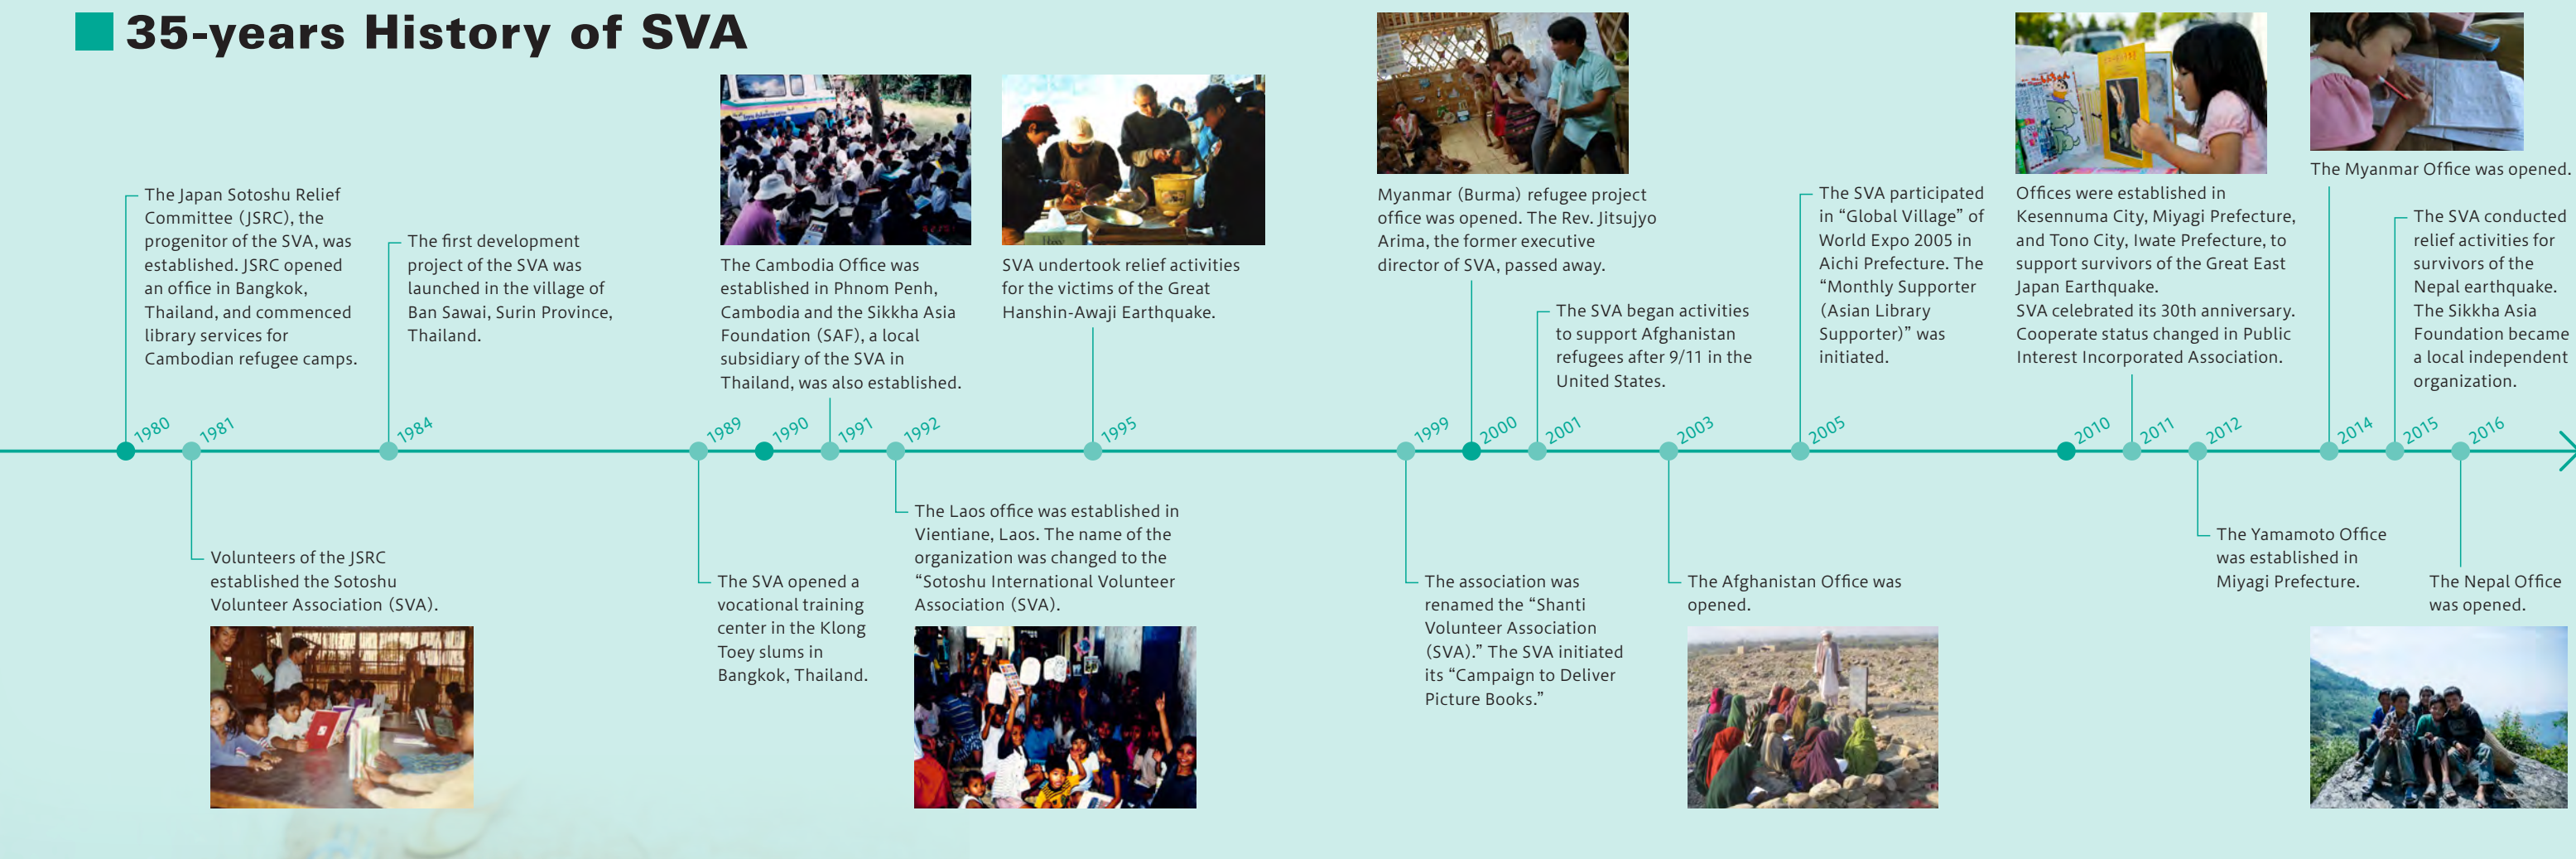 35-years History of SVA
The Japan Sotoshu Relief
Committee (JSRC), the
progenitor of the SVA, was
established. JSRC opened
an office in Bangkok,
Thailand, and commenced
library services for
Cambodian refugee camps.
The first development
project of the SVA was
launched in the village of
Ban Sawai, Surin Province,
Thailand.
The Cambodia Office was
established in Phnom Penh,
Cambodia and the Sikkha Asia
Foundation (SAF), a local
subsidiary of the SVA in
Thailand, was also established.
SVA undertook relief activities
for the victims of the Great
Hanshin-Awaji Earthquake.
Myanmar (Burma) refugee project
office was opened. The Rev. Jitsujyo
Arima, the former executive
director of SVA, passed away.
The SVA began activities
to support Afghanistan
refugees after 9/11 in the
United States.
The SVA participated
in “Global Village” of
World Expo 2005 in
Aichi Prefecture. The
“Monthly Supporter
(Asian Library
Supporter)” was
initiated.
Offices were established in
Kesennuma City, Miyagi Prefecture,
and Tono City, Iwate Prefecture, to
support survivors of the Great East
Japan Earthquake.
SVA celebrated its 30th anniversary.
Cooperate status changed in Public
Interest Incorporated Association.
The Myanmar Office was opened.
The SVA conducted
relief activities for
survivors of the
Nepal earthquake.
The Sikkha Asia
Foundation became
a local independent
organization.
1980
1981
1984
1989
1990
1991
1992
1995
1999
2000
2001
2003
2005
2010
2011
2012
2014
2015
2016
Volunteers of the JSRC
established the Sotoshu
Volunteer Association (SVA).
The SVA opened a
vocational training
center in the Klong
Toey slums in
Bangkok, Thailand.
The Laos office was established in
Vientiane, Laos. The name of the
organization was changed to the
“Sotoshu International Volunteer
Association (SVA).
The association was
renamed the “Shanti
Volunteer Association
(SVA).” The SVA initiated
its “Campaign to Deliver
Picture Books.”
The Afghanistan Office was
opened.
The Yamamoto Office
was established in
Miyagi Prefecture.
The Nepal Office
was opened.